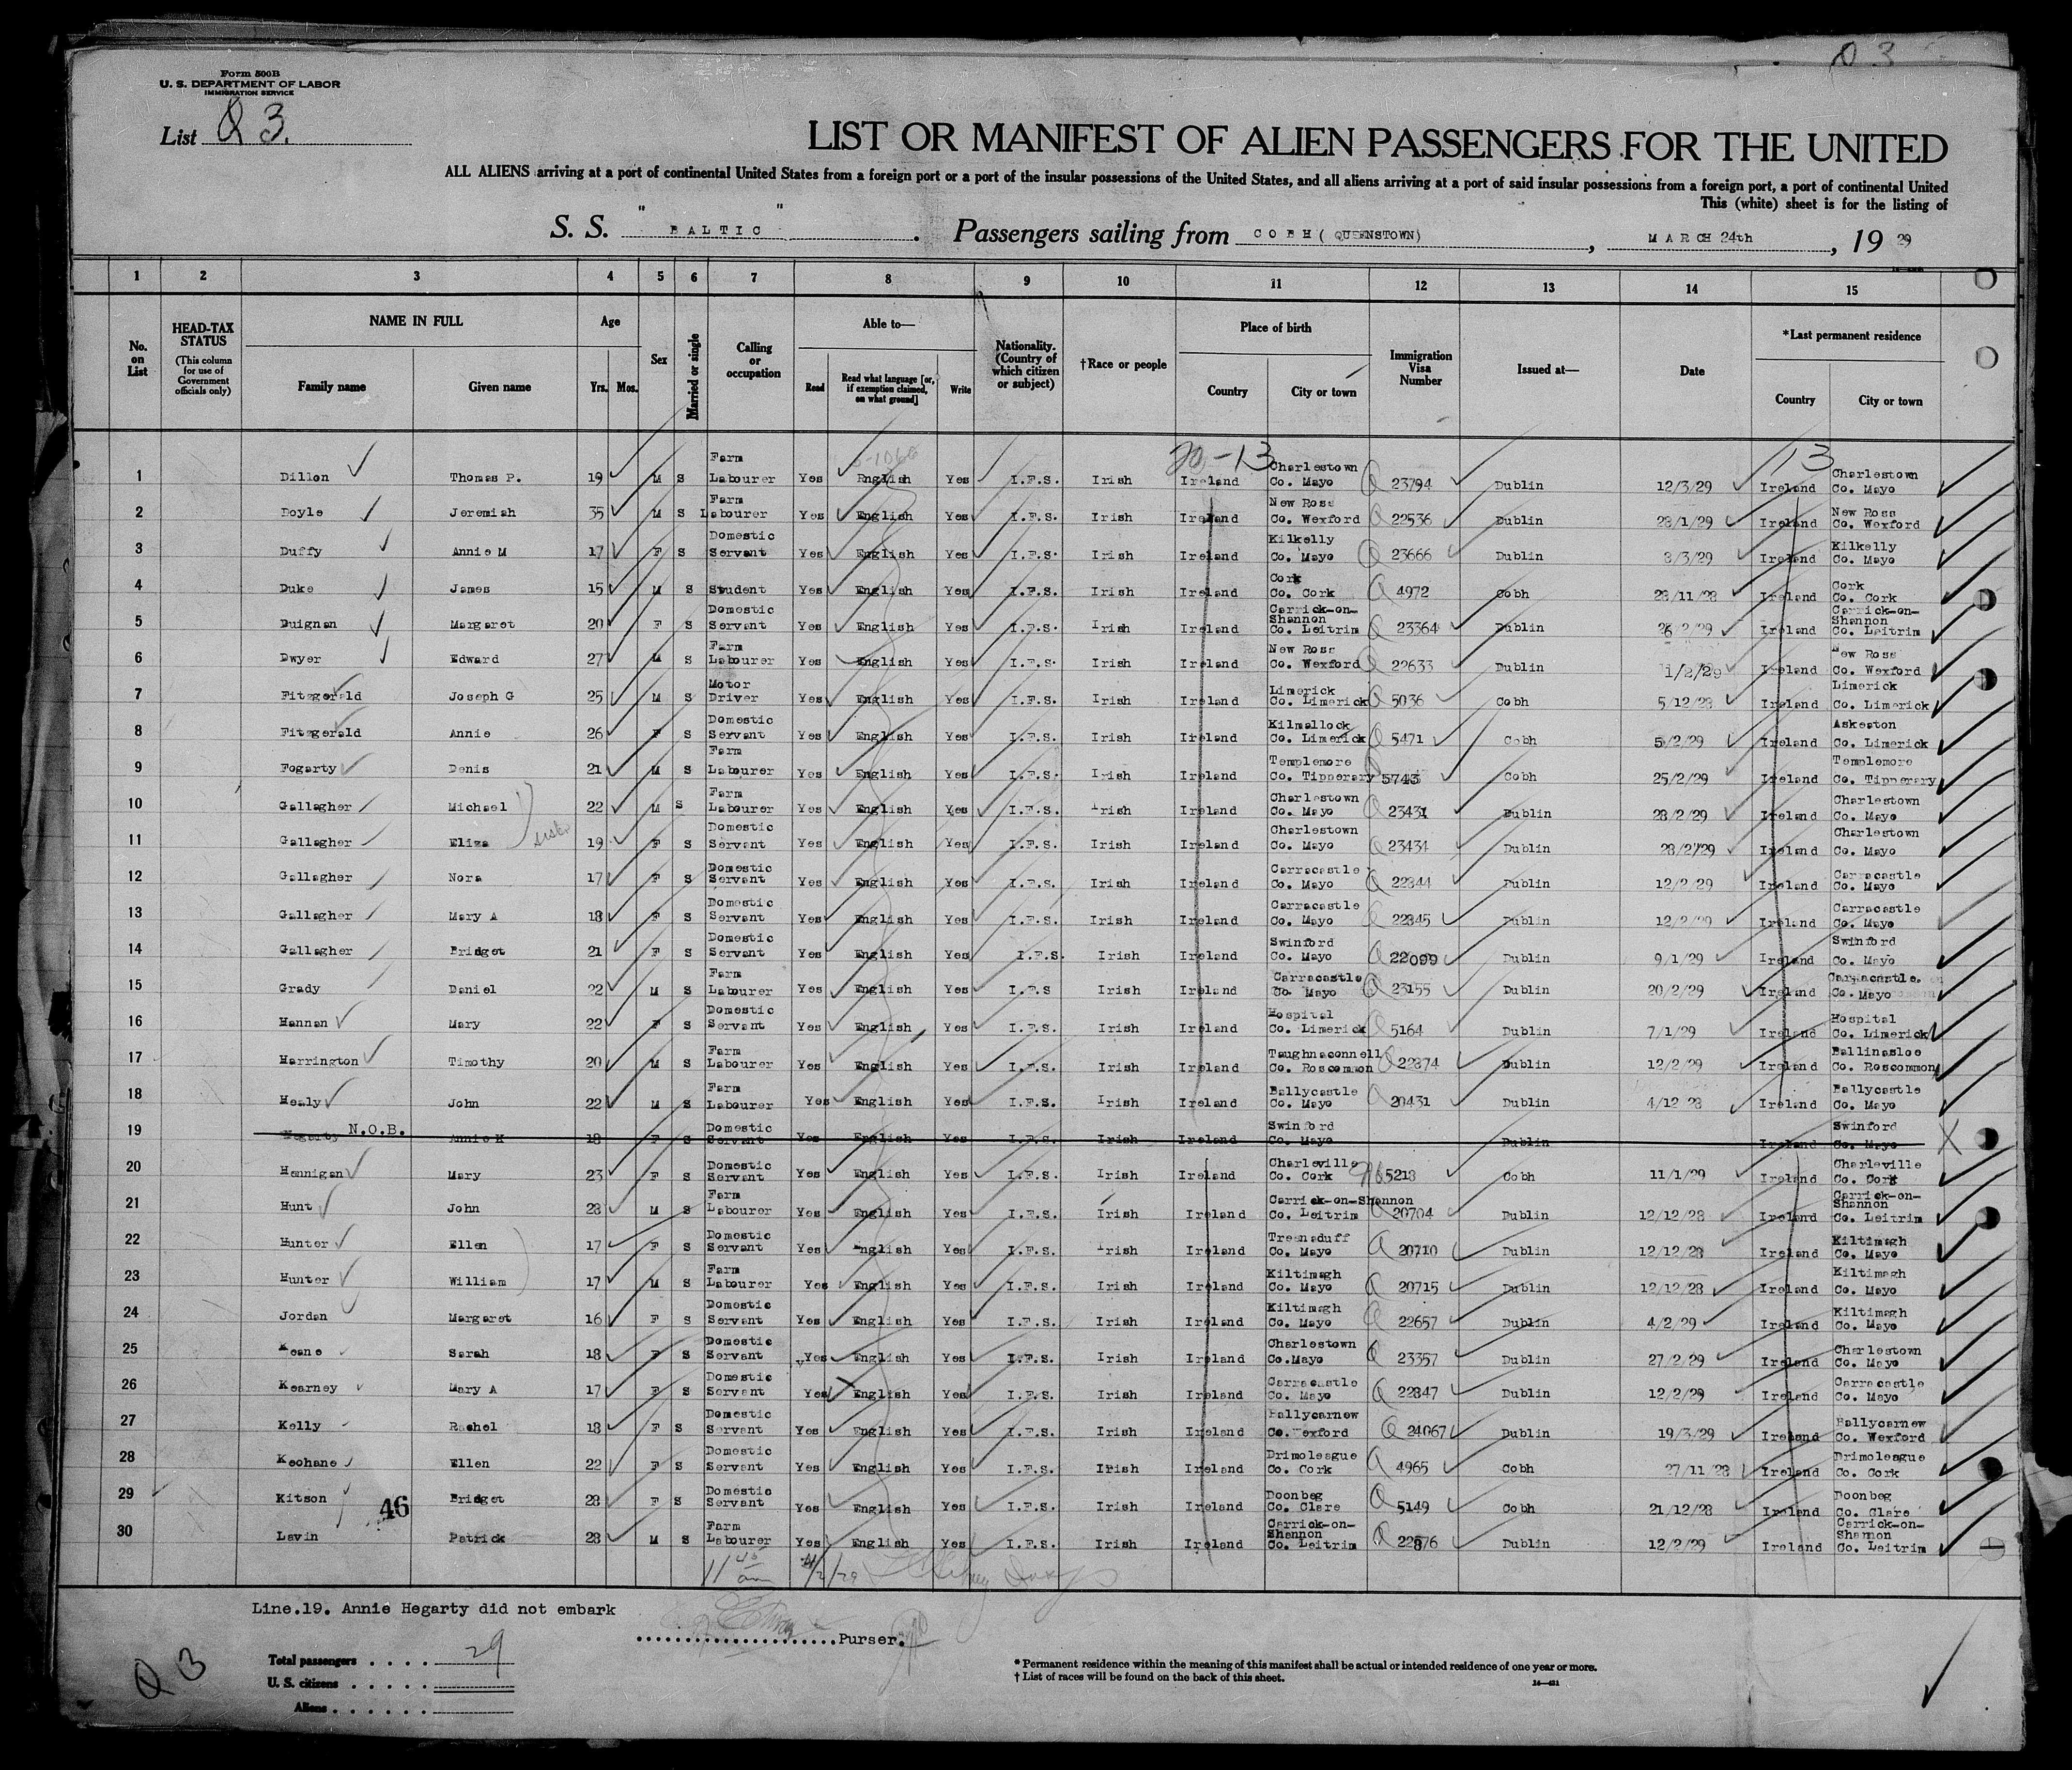 Q 3
Form 500B
U. S. DEPARTMENT OF LABOR
IMMIGRATION SERVICE
List Q 3.
LIST OR MANIFEST OF ALIEN PASSENGERS FOR THE UNITED
ALL ALIENS arriving at a port of continental United States from a foreign port or a port of the insular possessions of the United States, and all aliens arriving at a port of said insular possessions from a foreign port, a port of continental United
This (white) sheet is for the listing of
S. S. "BALTIC". Passengers sailing from COBH (QUEENSTOWN), MARCH 24th, 19 29
1 2 3 4 5 6 7 8 9 10 11 12 13 14 15
No. on List HEAD-TAX STATUS (This column for use of Government officials only) NAME IN FULL Family name Given name Age Yrs. Mos. Sex Married or single Calling or occupation Able to— Read Read what language [or, if exemption claimed, on what ground] Write Nationality. (Country of which citizen or subject) †Race or people Place of birth Country City or town Immigration Visa Number Issued at— Date *Last permanent residence Country City or town
20-13 13
1 Dillon Thomas P. 19 M S Farm Labourer Yes English Yes I.F.S. Irish Ireland Charlestown Co. Mayo Q 23794 Dublin 12/3/29 Ireland Charlestown Co. Mayo
2 Doyle Jeremiah 35 M S Farm Labourer Yes English Yes I.F.S. Irish Ireland New Ross Co. Wexford Q 22536 Dublin 28/1/29 Ireland New Ross Co. Wexford
3 Duffy Annie M 17 F S Domestic Servant Yes English Yes I.F.S. Irish Ireland Kilkelly Co. Mayo Q 23666 Dublin 8/3/29 Ireland Kilkelly Co. Mayo
4 Duke James 15 M S Student Yes English Yes I.F.S. Irish Ireland Cork Co. Cork Q 4972 Cobh 28/11/28 Ireland Cork Co. Cork
5 Duignan Margaret 20 F S Domestic Servant Yes English Yes I.F.S. Irish Ireland Carrick-on-Shannon Co. Leitrim Q 23364 Dublin 26/2/29 Ireland Carrick-on-Shannon Co. Leitrim
6 Dwyer Edward 27 M S Farm Labourer Yes English Yes I.F.S. Irish Ireland New Ross Co. Wexford Q 22633 Dublin 1/2/29 Ireland New Ross Co. Wexford
7 Fitzgerald Joseph G 25 M S Motor Driver Yes English Yes I.F.S. Irish Ireland Limerick Co. Limerick Q 5036 Cobh 5/12/28 Ireland Limerick Co. Limerick
8 Fitzgerald Annie 26 F S Domestic Servant Yes English Yes I.F.S. Irish Ireland Kilmallock Co. Limerick Q 5471 Cobh 5/2/29 Ireland Askeaton Co. Limerick
9 Fogarty Denis 21 M S Farm Labourer Yes English Yes I.F.S. Irish Ireland Templemore Co. Tipperary 5743 Cobh 25/2/29 Ireland Templemore Co. Tipperary
10 Gallagher Michael 22 M S Farm Labourer Yes English Yes I.F.S. Irish Ireland Charlestown Co. Mayo Q 23431 Dublin 28/2/29 Ireland Charlestown Co. Mayo
11 Gallagher Eliza 19 F S Domestic Servant Yes English Yes I.F.S. Irish Ireland Charlestown Co. Mayo Q 23434 Dublin 28/2/29 Ireland Charlestown Co. Mayo
12 Gallagher Nora 17 F S Domestic Servant Yes English Yes I.F.S. Irish Ireland Carracastle Co. Mayo Q 22844 Dublin 12/2/29 Ireland Carracastle Co. Mayo
13 Gallagher Mary A 18 F S Domestic Servant Yes English Yes I.F.S. Irish Ireland Carracastle Co. Mayo Q 22845 Dublin 12/2/29 Ireland Carracastle Co. Mayo
14 Gallagher Bridget 21 F S Domestic Servant Yes English Yes I.F.S. Irish Ireland Swinford Co. Mayo Q 22099 Dublin 9/1/29 Ireland Swinford Co. Mayo
15 Grady Daniel 22 M S Farm Labourer Yes English Yes I.F.S Irish Ireland Carracastle Co. Mayo Q 23155 Dublin 20/2/29 Ireland Carracastle. Co. Mayo
16 Hannan Mary 22 F S Domestic Servant Yes English Yes I.F.S. Irish Ireland Hospital Co. Limerick Q 5164 Dublin 7/1/29 Ireland Hospital Co. Limerick
17 Harrington Timothy 20 M S Farm Labourer Yes English Yes I.F.S. Irish Ireland Taughnaconnell Co. Roscommon Q 22874 Dublin 12/2/29 Ireland Ballinasloe Co. Roscommon
18 Healy John 22 M S Farm Labourer Yes English Yes I.F.S. Irish Ireland Ballycastle Co. Mayo Q 20431 Dublin 4/12 28 Ireland Ballycastle Co. Mayo
19 Hegarty N.O.B. Annie K 18 F S Domestic Servant Yes English Yes I.F.S. Irish Ireland Swinford Co. Mayo Dublin Ireland Swinford Co. Mayo X
20 Hannigan Mary 23 F S Domestic Servant Yes English Yes I.F.S. Irish Ireland Charleville Co. Cork 5218 Cobh 11/1/29 Ireland Charleville Co. Cork
21 Hunt John 28 M S Farm Labourer Yes English Yes I.F.S. Irish Ireland Carrick-on-Shannon Co. Leitrim 20704 Dublin 12/12/28 Ireland Carrick-on-Shannon Co. Leitrim
22 Hunter Ellen 17 F S Domestic Servant Yes English Yes I.F.S. Irish Ireland Treenaduff Co. Mayo Q 20710 Dublin 12/12/28 Ireland Kiltimagh Co. Mayo
23 Hunter William 17 M S Farm Labourer Yes English Yes I.F.S. Irish Ireland Kiltimagh Co. Mayo Q 20715 Dublin 12/12/28 Ireland Kiltimagh Co. Mayo
24 Jordan Margaret 16 F S Domestic Servant Yes English Yes I.F.S. Irish Ireland Kiltimagh Co. Mayo Q 22657 Dublin 4/2/29 Ireland Kiltimagh Co. Mayo
25 Keane Sarah 18 F S Domestic Servant Yes English Yes I.F.S. Irish Ireland Charlestown Co.Mayo Q 23357 Dublin 27/2/29 Ireland Charlestown Co. Mayo
26 Kearney Mary A 17 F S Domestic Servant Yes English Yes I.F.S. Irish Ireland Carracastle Co. Mayo Q 22847 Dublin 12/2/29 Ireland Carracastle Co. Mayo
27 Kelly Rachel 18 F S Domestic Servant Yes English Yes I.F.S. Irish Ireland Ballycarnew Co.Wexford Q 24067 Dublin 19/3/29 Ireland Ballycarnew Co. Wexford
28 Keohane Ellen 22 F S Domestic Servant Yes English Yes I.F.S. Irish Ireland Drimoleague Co. Cork Q 4965 Cobh 27/11/28 Ireland Drimoleague Co. Cork
29 Kitson Bridget 28 F S Domestic Servant Yes English Yes I.F.S. Irish Ireland Doonbeg Co. Clare Q 5149 Cobh 21/12/28 Ireland Doonbeg Co. Clare
46
30 Lavin Patrick 28 M S Farm Labourer Yes English Yes I.F.S. Irish Ireland Carrick-on-Shannon Co. Leitrim Q 22876 Dublin 12/2/29 Ireland Carrick-on-Shannon Co. Leitrim
11 45 am 4/2/29
Line.19. Annie Hegarty did not embark
Purser.
Q 3
Total passengers . . . . 29
U. S. citizens . . . . .
Aliens . . . . . .
* Permanent residence within the meaning of this manifest shall be actual or intended residence of one year or more.
† List of races will be found on the back of this sheet.
14—421